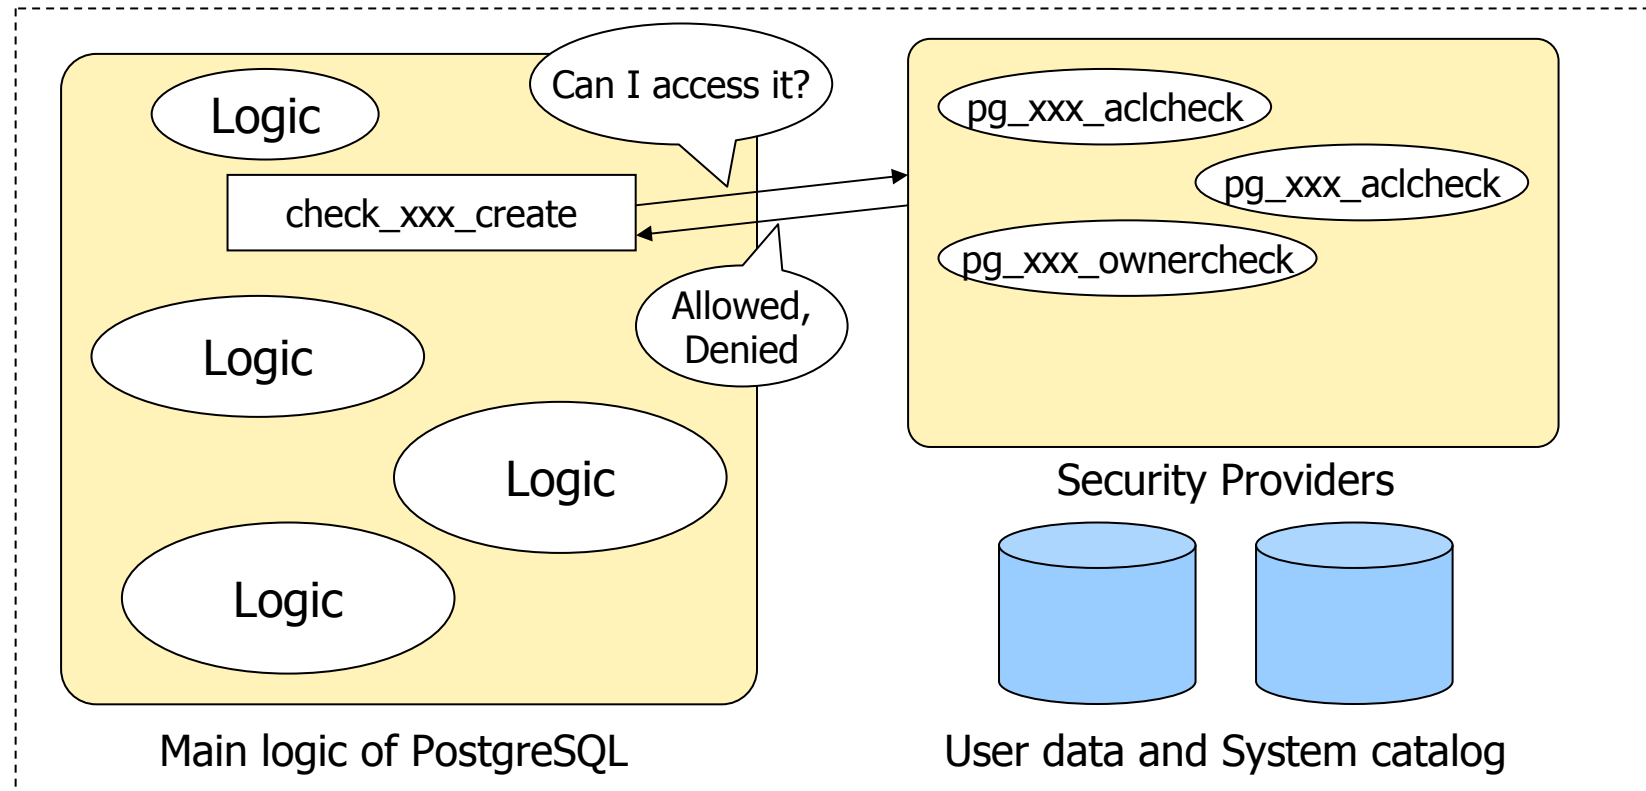 Can I access it?
Logic
check_xxx_create
Allowed,
Denied
Logic
Logic
Logic
Main logic of PostgreSQL
pg_xxx_aclcheck
pg_xxx_aclcheck
pg_xxx_ownercheck
Security Providers
User data and System catalog